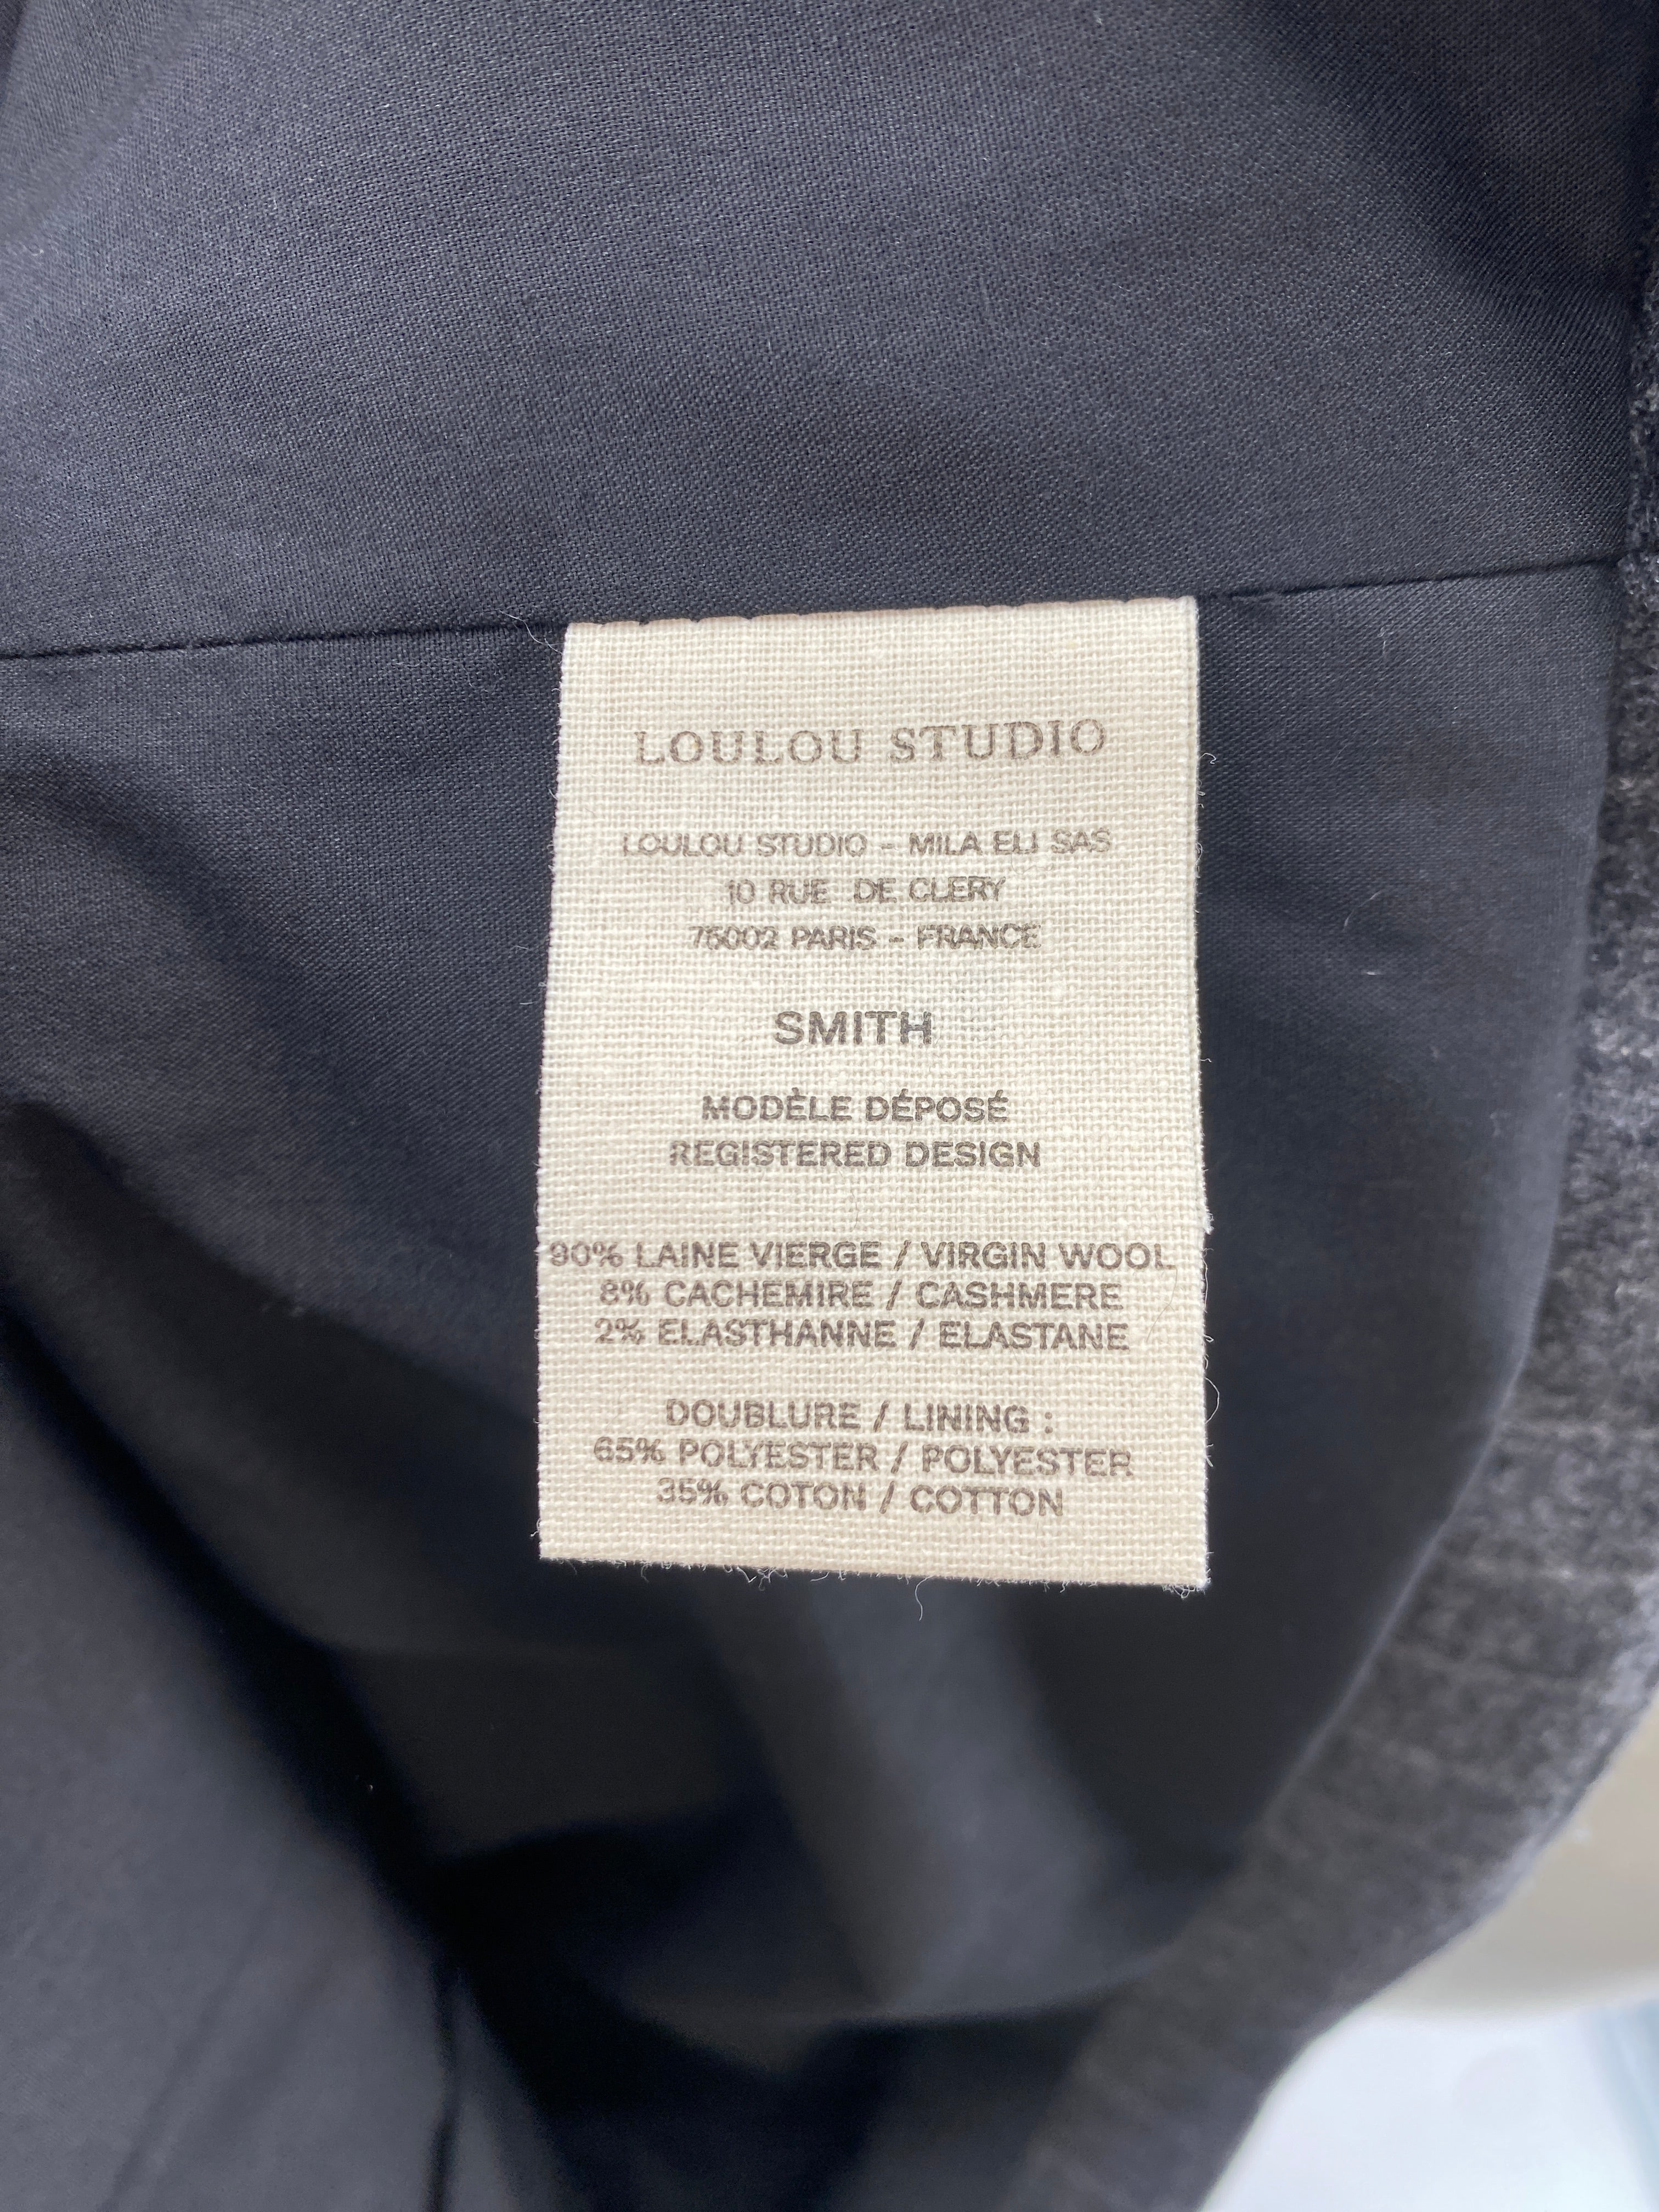 LOULOU STUDIO
LOULOU STUDIO - MILA ELI SAS
10 RUE DE CLERY
75002 PARIS - FRANCE
SMITH
MODÈLE DÉPOSÉ
REGISTERED DESIGN
90% LAINE VIERGE / VIRGIN WOOL
8% CACHEMIRE / CASHMERE
2% ELASTHANNE / ELASTANE
DOUBLURE / LINING :
65% POLYESTER / POLYESTER
35% COTON / COTTON